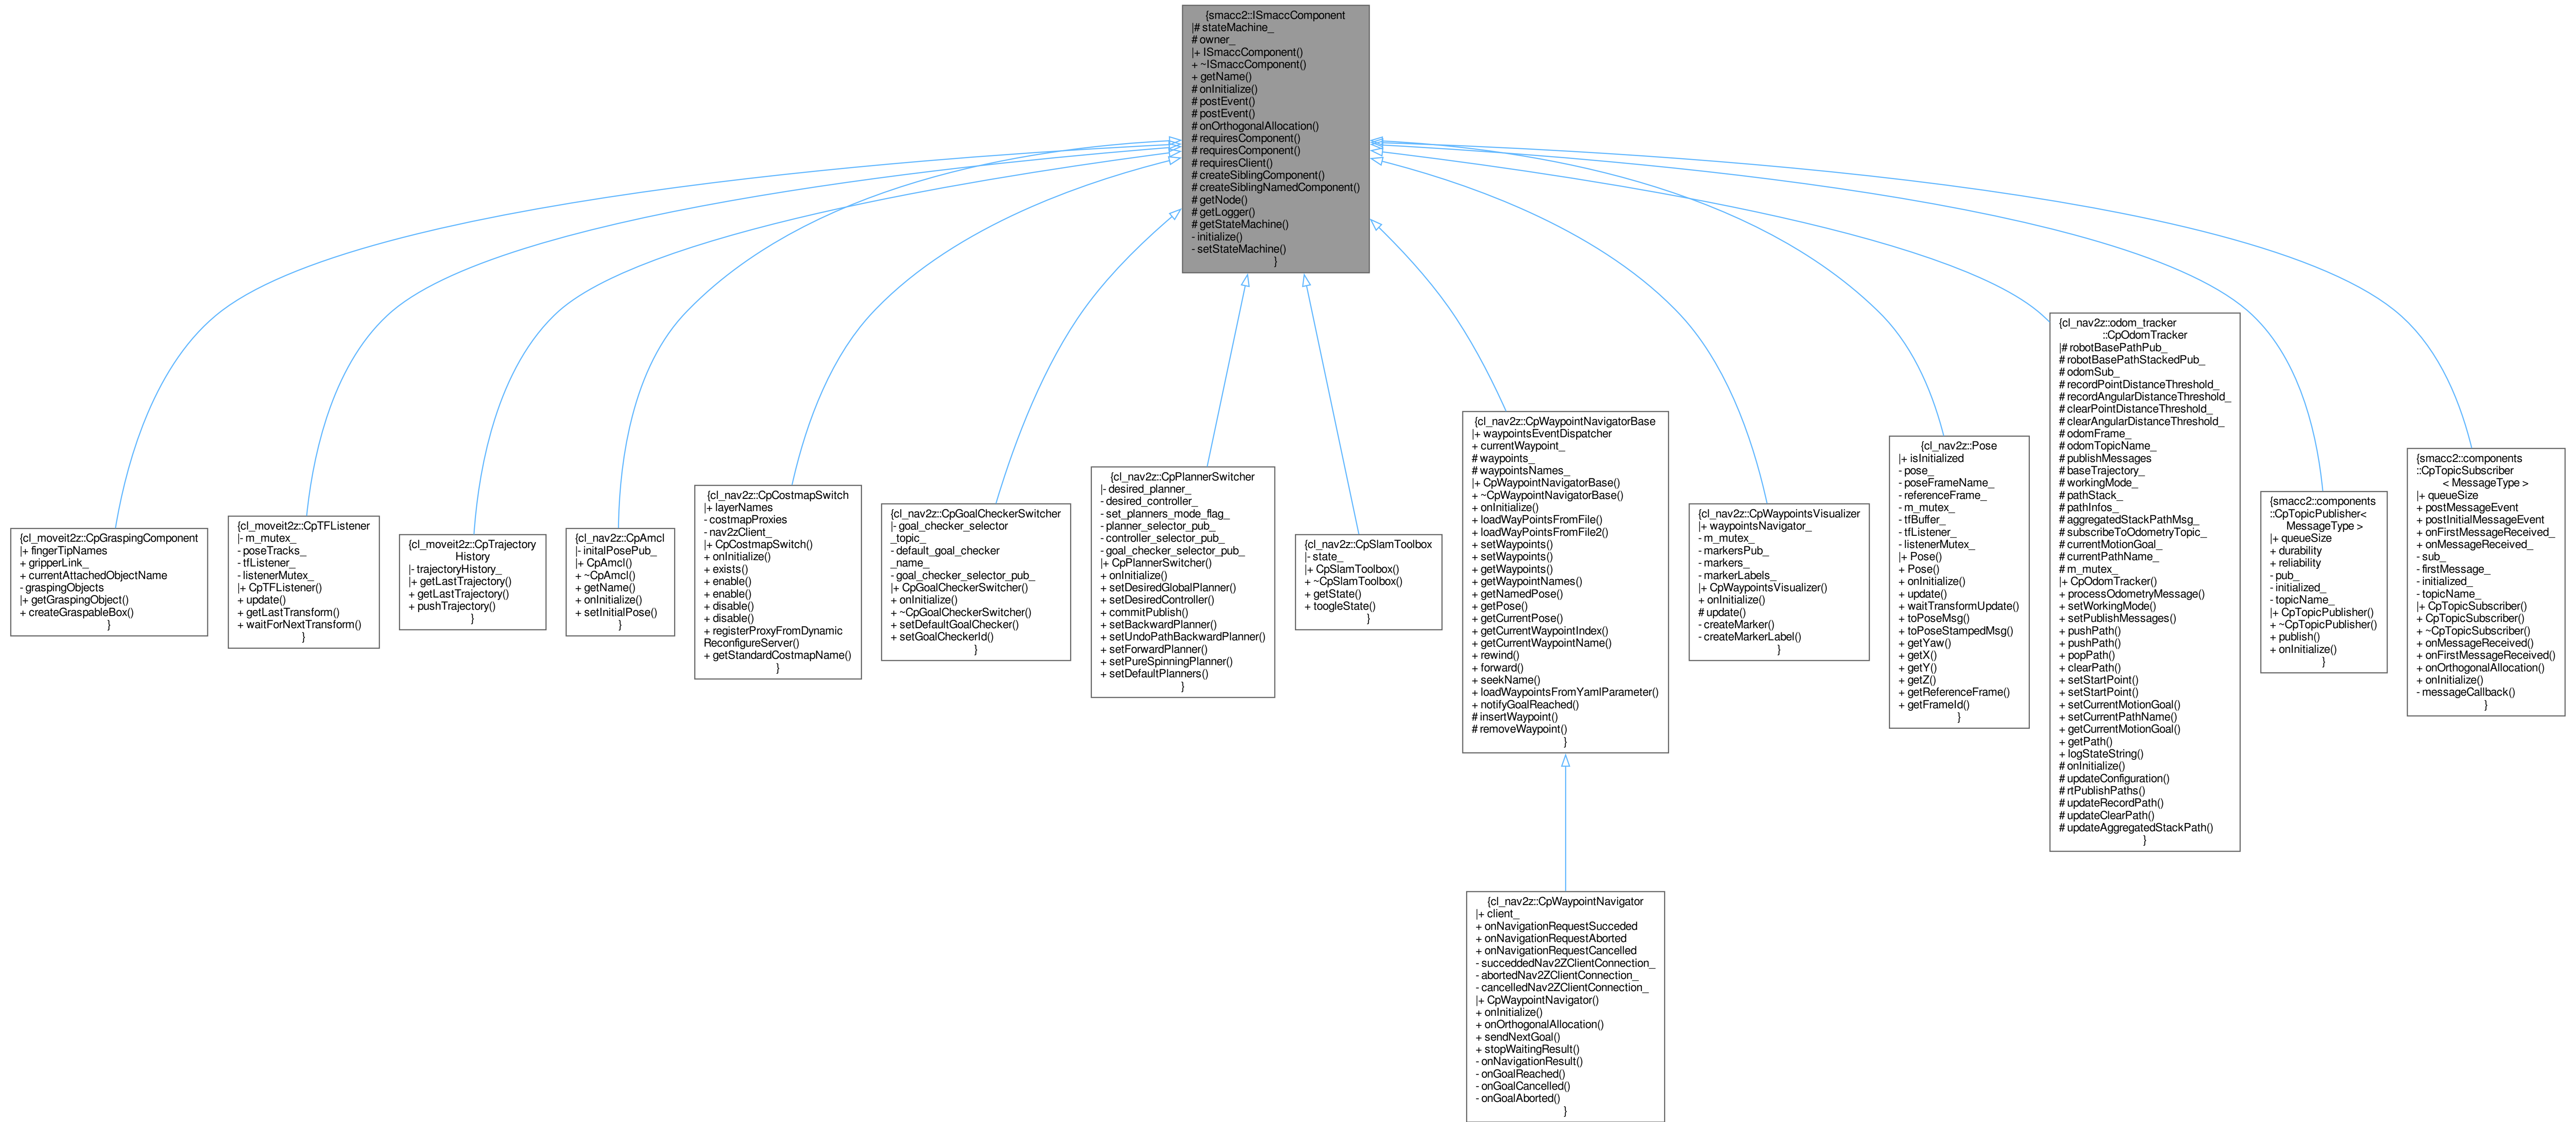 {smacc2::ISmaccComponent
|# stateMachine_
# owner_
|+ ISmaccComponent()
+ ~ISmaccComponent()
+ getName()
# onInitialize()
# postEvent()
# postEvent()
# onOrthogonalAllocation()
# requiresComponent()
# requiresComponent()
# requiresClient()
# createSiblingComponent()
# createSiblingNamedComponent()
# getNode()
# getLogger()
# getStateMachine()
- initialize()
- setStateMachine()
}
{cl_moveit2z::CpGraspingComponent
|+ fingerTipNames
+ gripperLink_
+ currentAttachedObjectName
- graspingObjects
|+ getGraspingObject()
+ createGraspableBox()
}
{cl_moveit2z::CpTFListener
|- m_mutex_
- poseTracks_
- tfListener_
- listenerMutex_
|+ CpTFListener()
+ update()
+ getLastTransform()
+ waitForNextTransform()
}
{cl_moveit2z::CpTrajectory
History
|- trajectoryHistory_
|+ getLastTrajectory()
+ getLastTrajectory()
+ pushTrajectory()
}
{cl_nav2z::CpAmcl
|- initalPosePub_
|+ CpAmcl()
+ ~CpAmcl()
+ getName()
+ onInitialize()
+ setInitialPose()
}
{cl_nav2z::CpCostmapSwitch
|+ layerNames
- costmapProxies
- nav2zClient_
|+ CpCostmapSwitch()
+ onInitialize()
+ exists()
+ enable()
+ enable()
+ disable()
+ disable()
+ registerProxyFromDynamic
ReconfigureServer()
+ getStandardCostmapName()
}
{cl_nav2z::CpGoalCheckerSwitcher
|- goal_checker_selector
_topic_
- default_goal_checker
_name_
- goal_checker_selector_pub_
|+ CpGoalCheckerSwitcher()
+ onInitialize()
+ ~CpGoalCheckerSwitcher()
+ setDefaultGoalChecker()
+ setGoalCheckerId()
}
{cl_nav2z::CpPlannerSwitcher
|- desired_planner_
- desired_controller_
- set_planners_mode_flag_
- planner_selector_pub_
- controller_selector_pub_
- goal_checker_selector_pub_
|+ CpPlannerSwitcher()
+ onInitialize()
+ setDesiredGlobalPlanner()
+ setDesiredController()
+ commitPublish()
+ setBackwardPlanner()
+ setUndoPathBackwardPlanner()
+ setForwardPlanner()
+ setPureSpinningPlanner()
+ setDefaultPlanners()
}
{cl_nav2z::CpSlamToolbox
|- state_
|+ CpSlamToolbox()
+ ~CpSlamToolbox()
+ getState()
+ toogleState()
}
{cl_nav2z::CpWaypointNavigatorBase
|+ waypointsEventDispatcher
+ currentWaypoint_
# waypoints_
# waypointsNames_
|+ CpWaypointNavigatorBase()
+ ~CpWaypointNavigatorBase()
+ onInitialize()
+ loadWayPointsFromFile()
+ loadWayPointsFromFile2()
+ setWaypoints()
+ setWaypoints()
+ getWaypoints()
+ getWaypointNames()
+ getNamedPose()
+ getPose()
+ getCurrentPose()
+ getCurrentWaypointIndex()
+ getCurrentWaypointName()
+ rewind()
+ forward()
+ seekName()
+ loadWaypointsFromYamlParameter()
+ notifyGoalReached()
# insertWaypoint()
# removeWaypoint()
}
{cl_nav2z::CpWaypointsVisualizer
|+ waypointsNavigator_
- m_mutex_
- markersPub_
- markers_
- markerLabels_
|+ CpWaypointsVisualizer()
+ onInitialize()
# update()
- createMarker()
- createMarkerLabel()
}
{cl_nav2z::Pose
|+ isInitialized
- pose_
- poseFrameName_
- referenceFrame_
- m_mutex_
- tfBuffer_
- tfListener_
- listenerMutex_
|+ Pose()
+ Pose()
+ onInitialize()
+ update()
+ waitTransformUpdate()
+ toPoseMsg()
+ toPoseStampedMsg()
+ getYaw()
+ getX()
+ getY()
+ getZ()
+ getReferenceFrame()
+ getFrameId()
}
{cl_nav2z::odom_tracker
::CpOdomTracker
|# robotBasePathPub_
# robotBasePathStackedPub_
# odomSub_
# recordPointDistanceThreshold_
# recordAngularDistanceThreshold_
# clearPointDistanceThreshold_
# clearAngularDistanceThreshold_
# odomFrame_
# odomTopicName_
# publishMessages
# baseTrajectory_
# workingMode_
# pathStack_
# pathInfos_
# aggregatedStackPathMsg_
# subscribeToOdometryTopic_
# currentMotionGoal_
# currentPathName_
# m_mutex_
|+ CpOdomTracker()
+ processOdometryMessage()
+ setWorkingMode()
+ setPublishMessages()
+ pushPath()
+ pushPath()
+ popPath()
+ clearPath()
+ setStartPoint()
+ setStartPoint()
+ setCurrentMotionGoal()
+ setCurrentPathName()
+ getCurrentMotionGoal()
+ getPath()
+ logStateString()
# onInitialize()
# updateConfiguration()
# rtPublishPaths()
# updateRecordPath()
# updateClearPath()
# updateAggregatedStackPath()
}
{smacc2::components
::CpTopicPublisher<
MessageType >
|+ queueSize
+ durability
+ reliability
- pub_
- initialized_
- topicName_
|+ CpTopicPublisher()
+ ~CpTopicPublisher()
+ publish()
+ onInitialize()
}
{smacc2::components
::CpTopicSubscriber
< MessageType >
|+ queueSize
+ postMessageEvent
+ postInitialMessageEvent
+ onFirstMessageReceived_
+ onMessageReceived_
- sub_
- firstMessage_
- initialized_
- topicName_
|+ CpTopicSubscriber()
+ CpTopicSubscriber()
+ ~CpTopicSubscriber()
+ onMessageReceived()
+ onFirstMessageReceived()
+ onOrthogonalAllocation()
+ onInitialize()
- messageCallback()
}
{cl_nav2z::CpWaypointNavigator
|+ client_
+ onNavigationRequestSucceded
+ onNavigationRequestAborted
+ onNavigationRequestCancelled
- succeddedNav2ZClientConnection_
- abortedNav2ZClientConnection_
- cancelledNav2ZClientConnection_
|+ CpWaypointNavigator()
+ onInitialize()
+ onOrthogonalAllocation()
+ sendNextGoal()
+ stopWaitingResult()
- onNavigationResult()
- onGoalReached()
- onGoalCancelled()
- onGoalAborted()
}